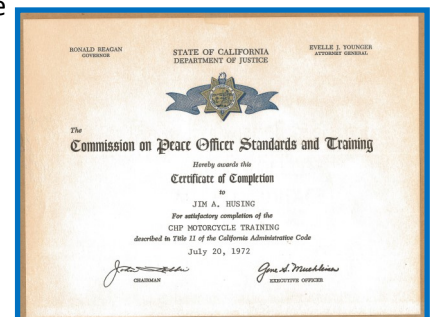 e
RONALD REAGAN
GOVERNOR
STATE OF CALIFORNIA
DEPARTMENT OF JUSTICE
EVELLE J. YOUNGER
ATTORNEY GENERAL
The
Commission on Peace Officer Standards and Training
Hereby awards this
Certificate of Completion
to
JIM A. HUSING
For satisfactory completion of the
CHP MOTORCYCLE TRAINING
described in Title 11 of the California Administrative Code
July 20, 1972
CHAIRMAN
Gene S. Muehleisen
EXECUTIVE OFFICER